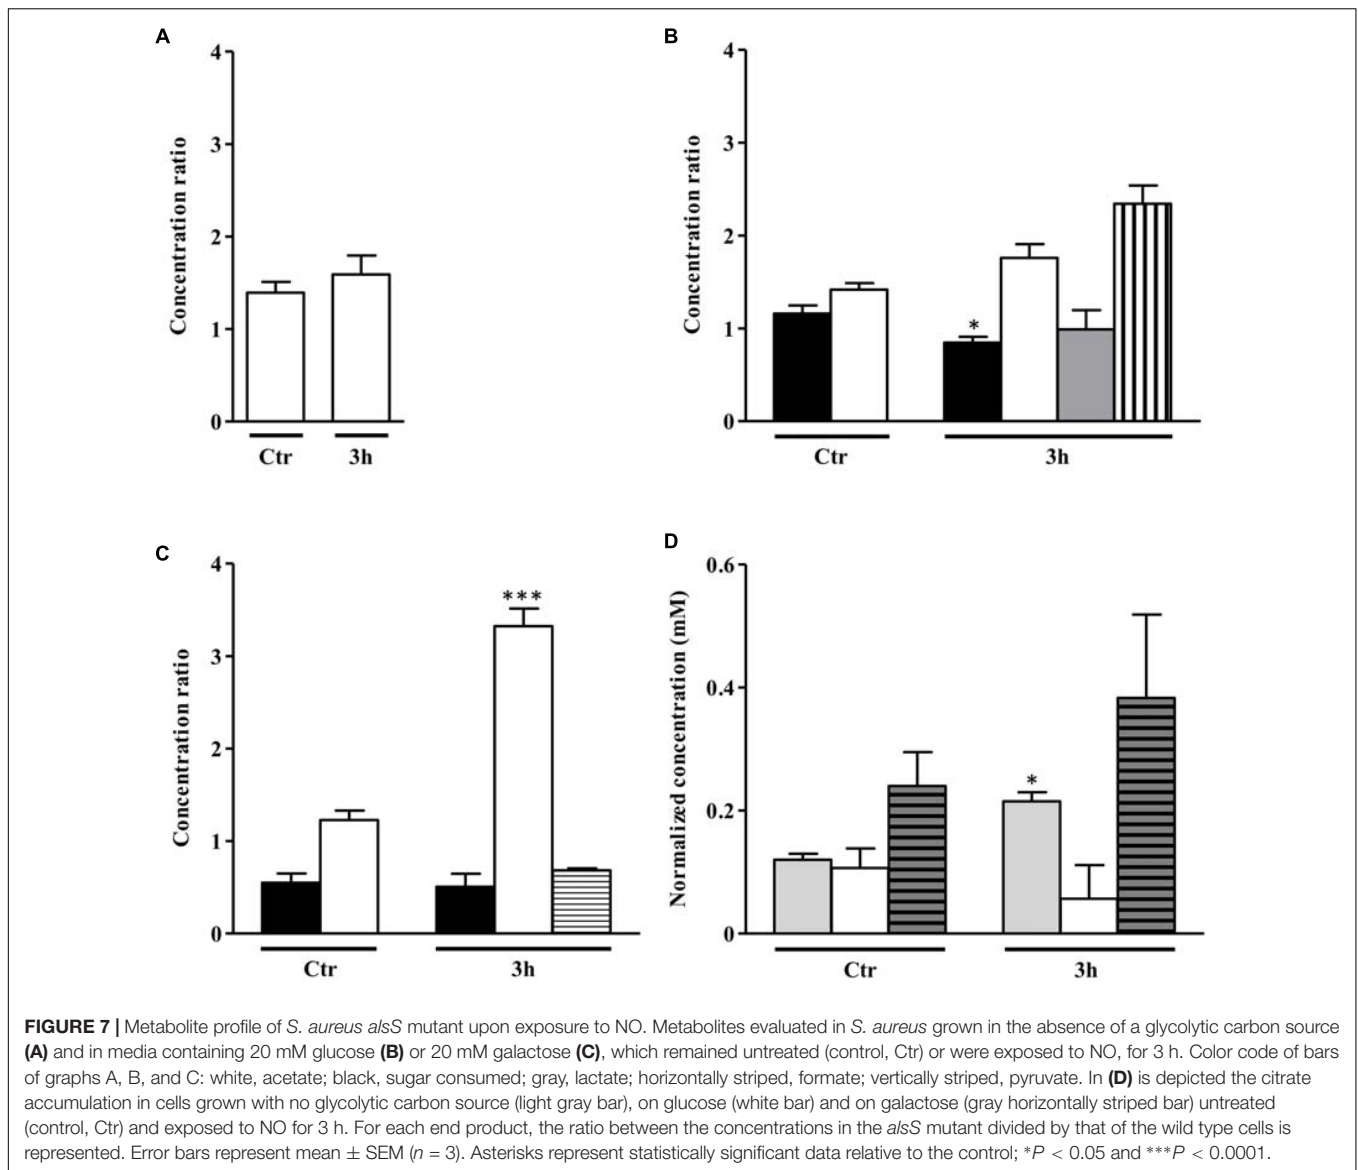 A
4
3
2
1
0
Concentration ratio
Ctr 3h
B
4
3
2
1
0
Concentration ratio
*
Ctr 3h
C
4
3
2
1
0
Concentration ratio
***
Ctr 3h
D
0.6
0.4
0.2
0
Normalized concentration (mM)
*
Ctr 3h
FIGURE 7 | Metabolite profile of S. aureus alsS mutant upon exposure to NO. Metabolites evaluated in S. aureus grown in the absence of a glycolytic carbon source
(A) and in media containing 20 mM glucose (B) or 20 mM galactose (C), which remained untreated (control, Ctr) or were exposed to NO, for 3 h. Color code of bars
of graphs A, B, and C: white, acetate; black, sugar consumed; gray, lactate; horizontally striped, formate; vertically striped, pyruvate. In (D) is depicted the citrate
accumulation in cells grown with no glycolytic carbon source (light gray bar), on glucose (white bar) and on galactose (gray horizontally striped bar) untreated
(control, Ctr) and exposed to NO for 3 h. For each end product, the ratio between the concentrations in the alsS mutant divided by that of the wild type cells is
represented. Error bars represent mean ± SEM (n = 3). Asterisks represent statistically significant data relative to the control; *P < 0.05 and ***P < 0.0001.